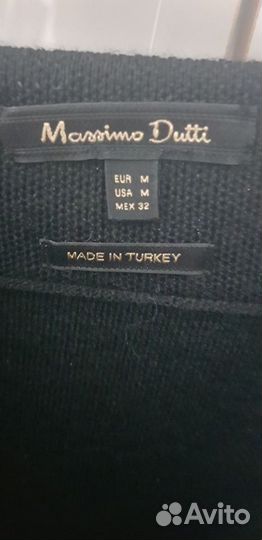 Massimo Dutti
EUR M
USA M
MEX 32
MADE IN TURKEY
Avito